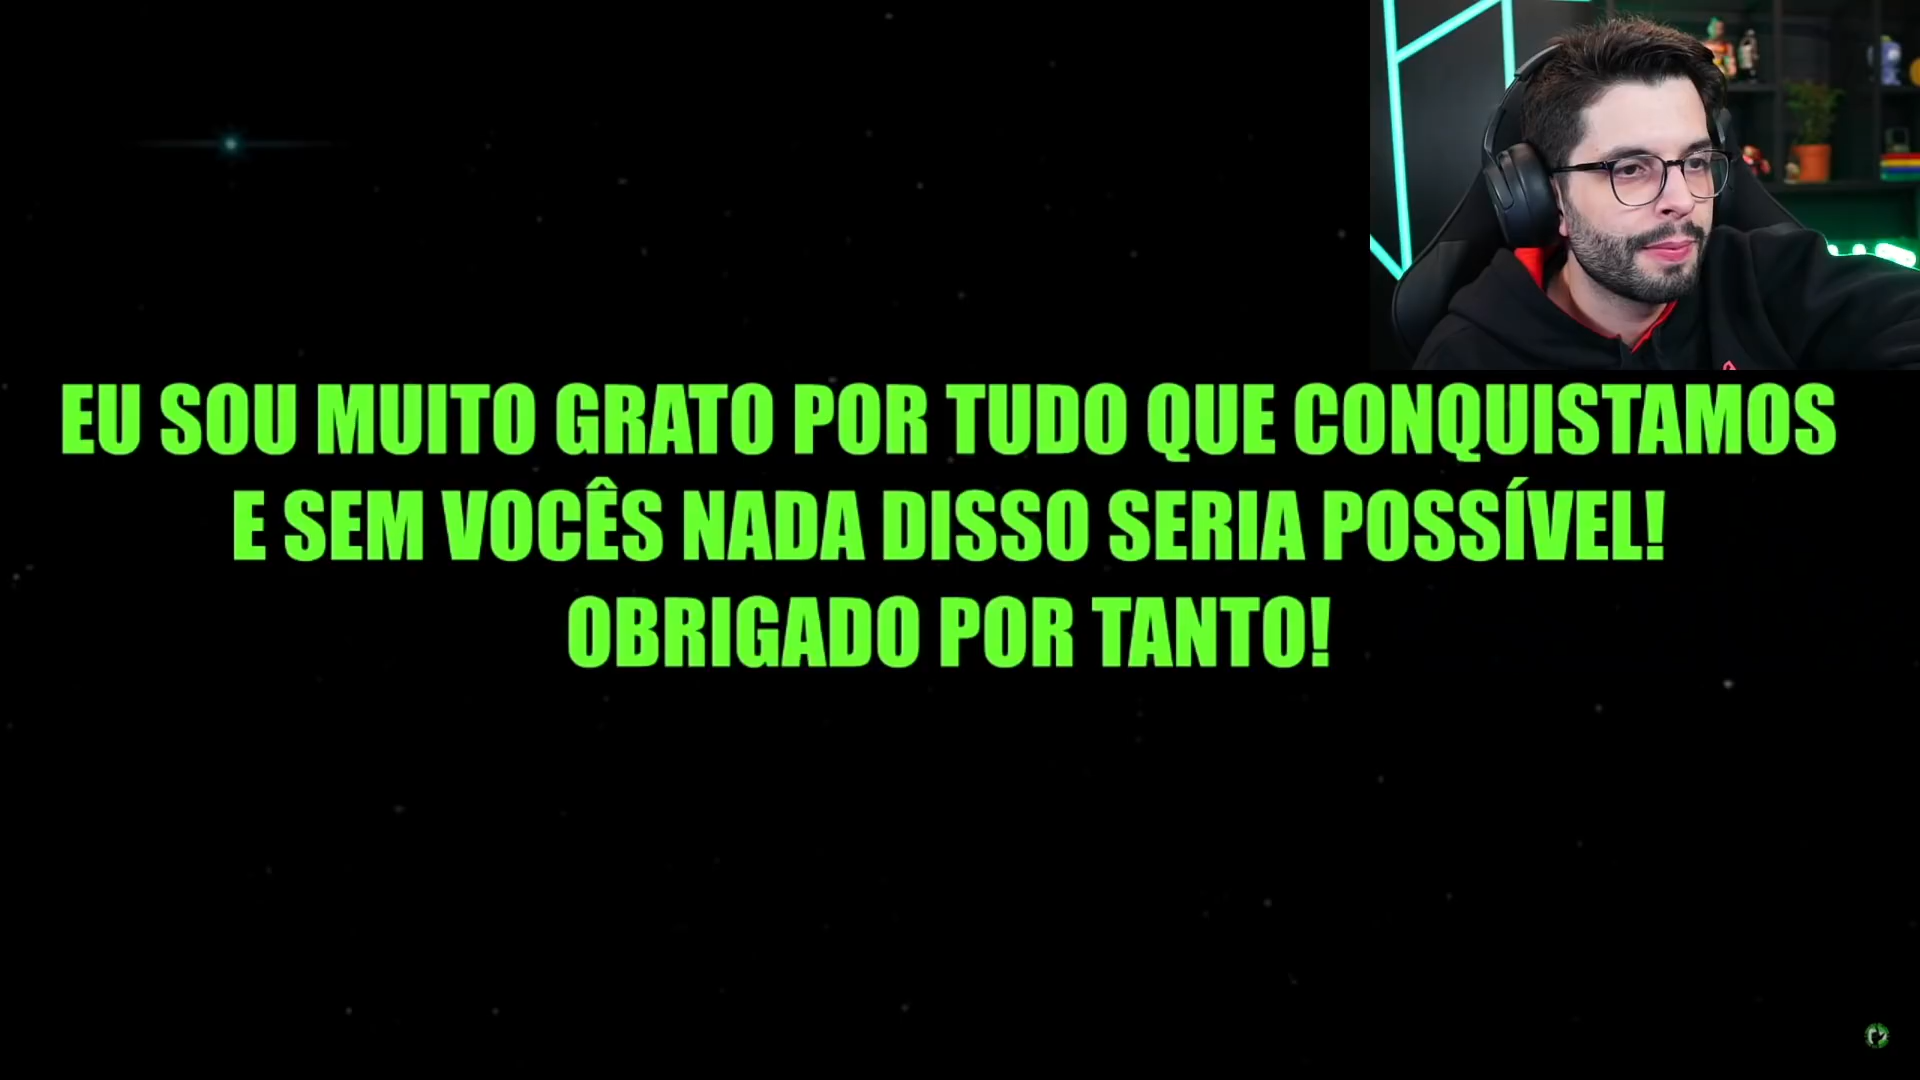 EU SOU MUITO GRATO POR TUDO QUE CONQUISTAMOS
E SEM VOCÊS NADA DISSO SERIA POSSÍVEL!
OBRIGADO POR TANTO!